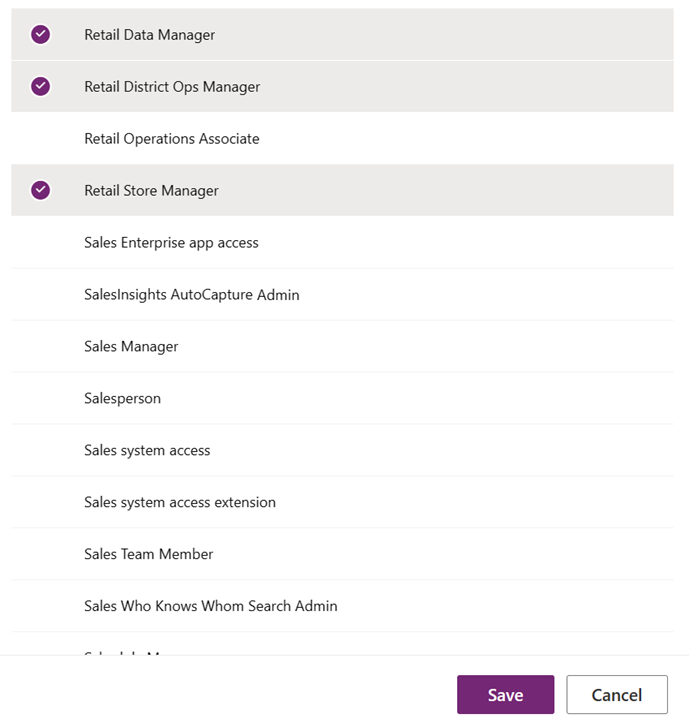 Retail Data Manager
Retail District Ops Manager
Retail Operations Associate
Retail Store Manager
Sales Enterprise app access
SalesInsights AutoCapture Admin
Sales Manager
Salesperson
Sales system access
Sales system access extension
Sales Team Member
Sales Who Knows Whom Search Admin
Save Cancel